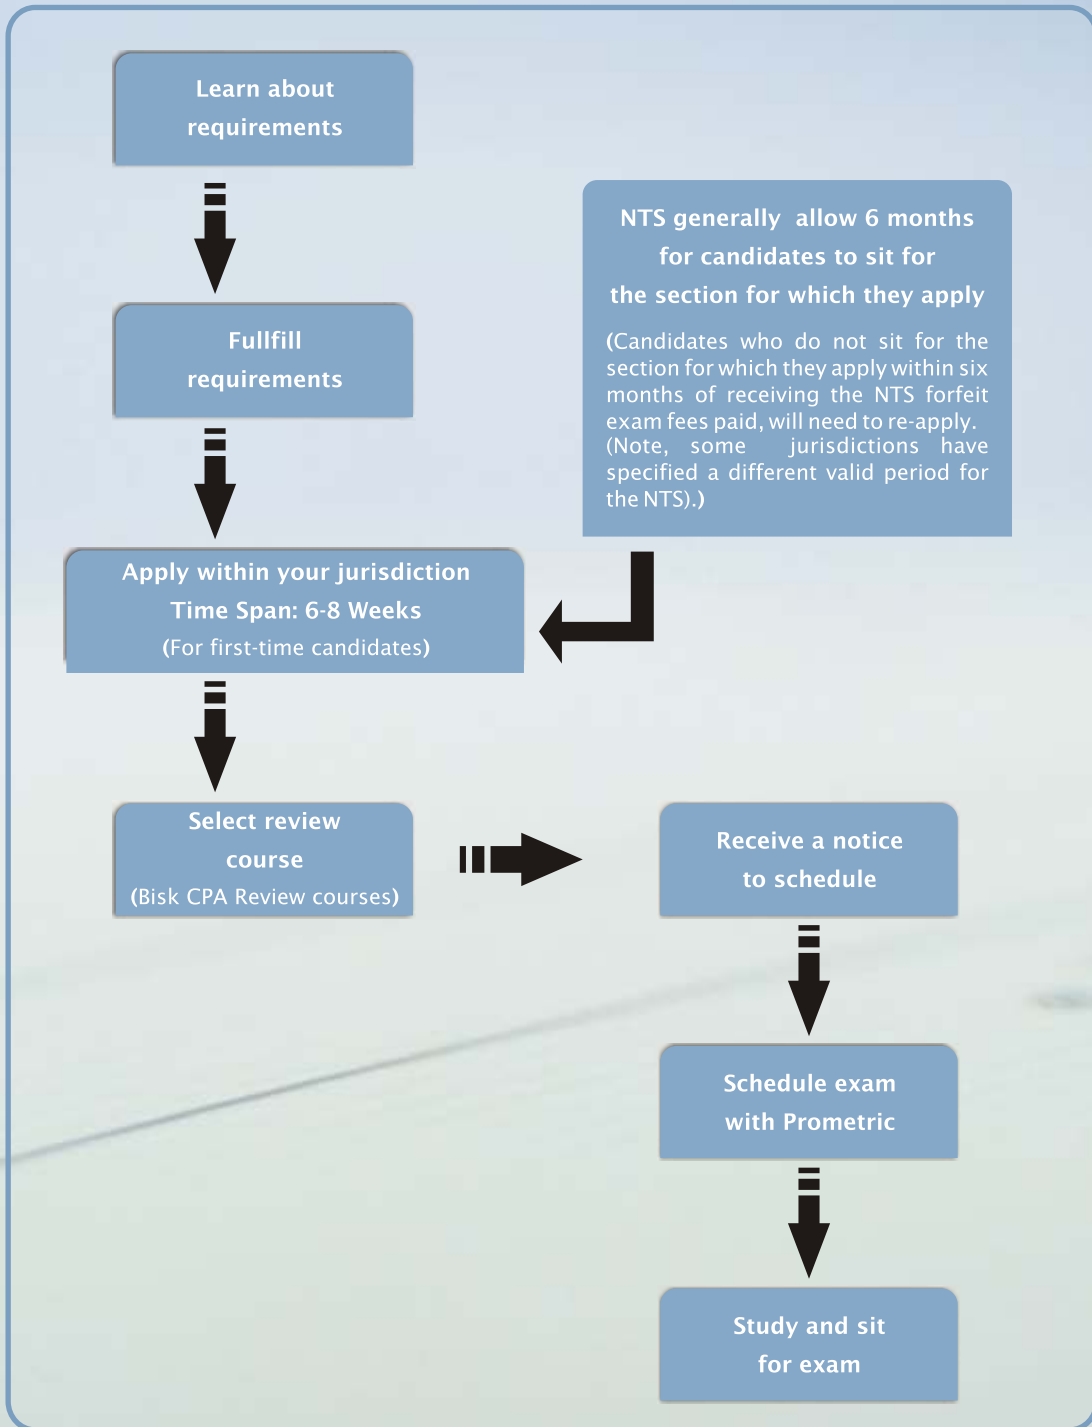 Learn about
requirements
Fullfill
requirements
NTS generally allow 6 months
for candidates to sit for
the section for which they apply
(Candidates who do not sit for the
section for which they apply within six
months of receiving the NTS forfeit
exam fees paid, will need to re-apply.
(Note, some jurisdictions have
specified a different valid period for
the NTS).)
Apply within your jurisdiction
Time Span: 6-8 Weeks
(For first-time candidates)
Select review
course
(Bisk CPA Review courses)
Receive a notice
to schedule
Schedule exam
with Prometric
Study and sit
for exam